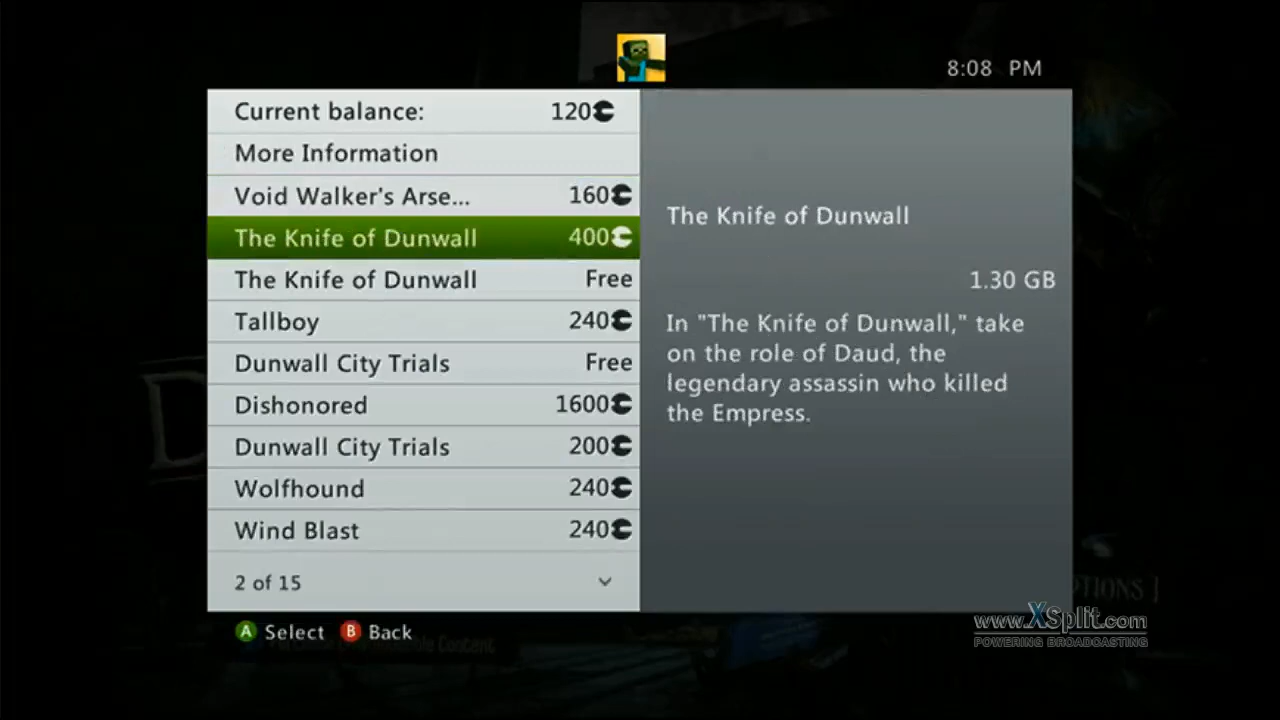 8:08 PM
Current balance: 120
More Information
Void Walker's Arse... 160
The Knife of Dunwall 400
The Knife of Dunwall Free
Tallboy 240
Dunwall City Trials Free
Dishonored 1600
Dunwall City Trials 200
Wolfhound 240
Wind Blast 240
2 of 15
The Knife of Dunwall
1.30 GB
In "The Knife of Dunwall," take
on the role of Daud, the
legendary assassin who killed
the Empress.
A Select B Back
www.XSplit.com
POWERING BROADCASTING